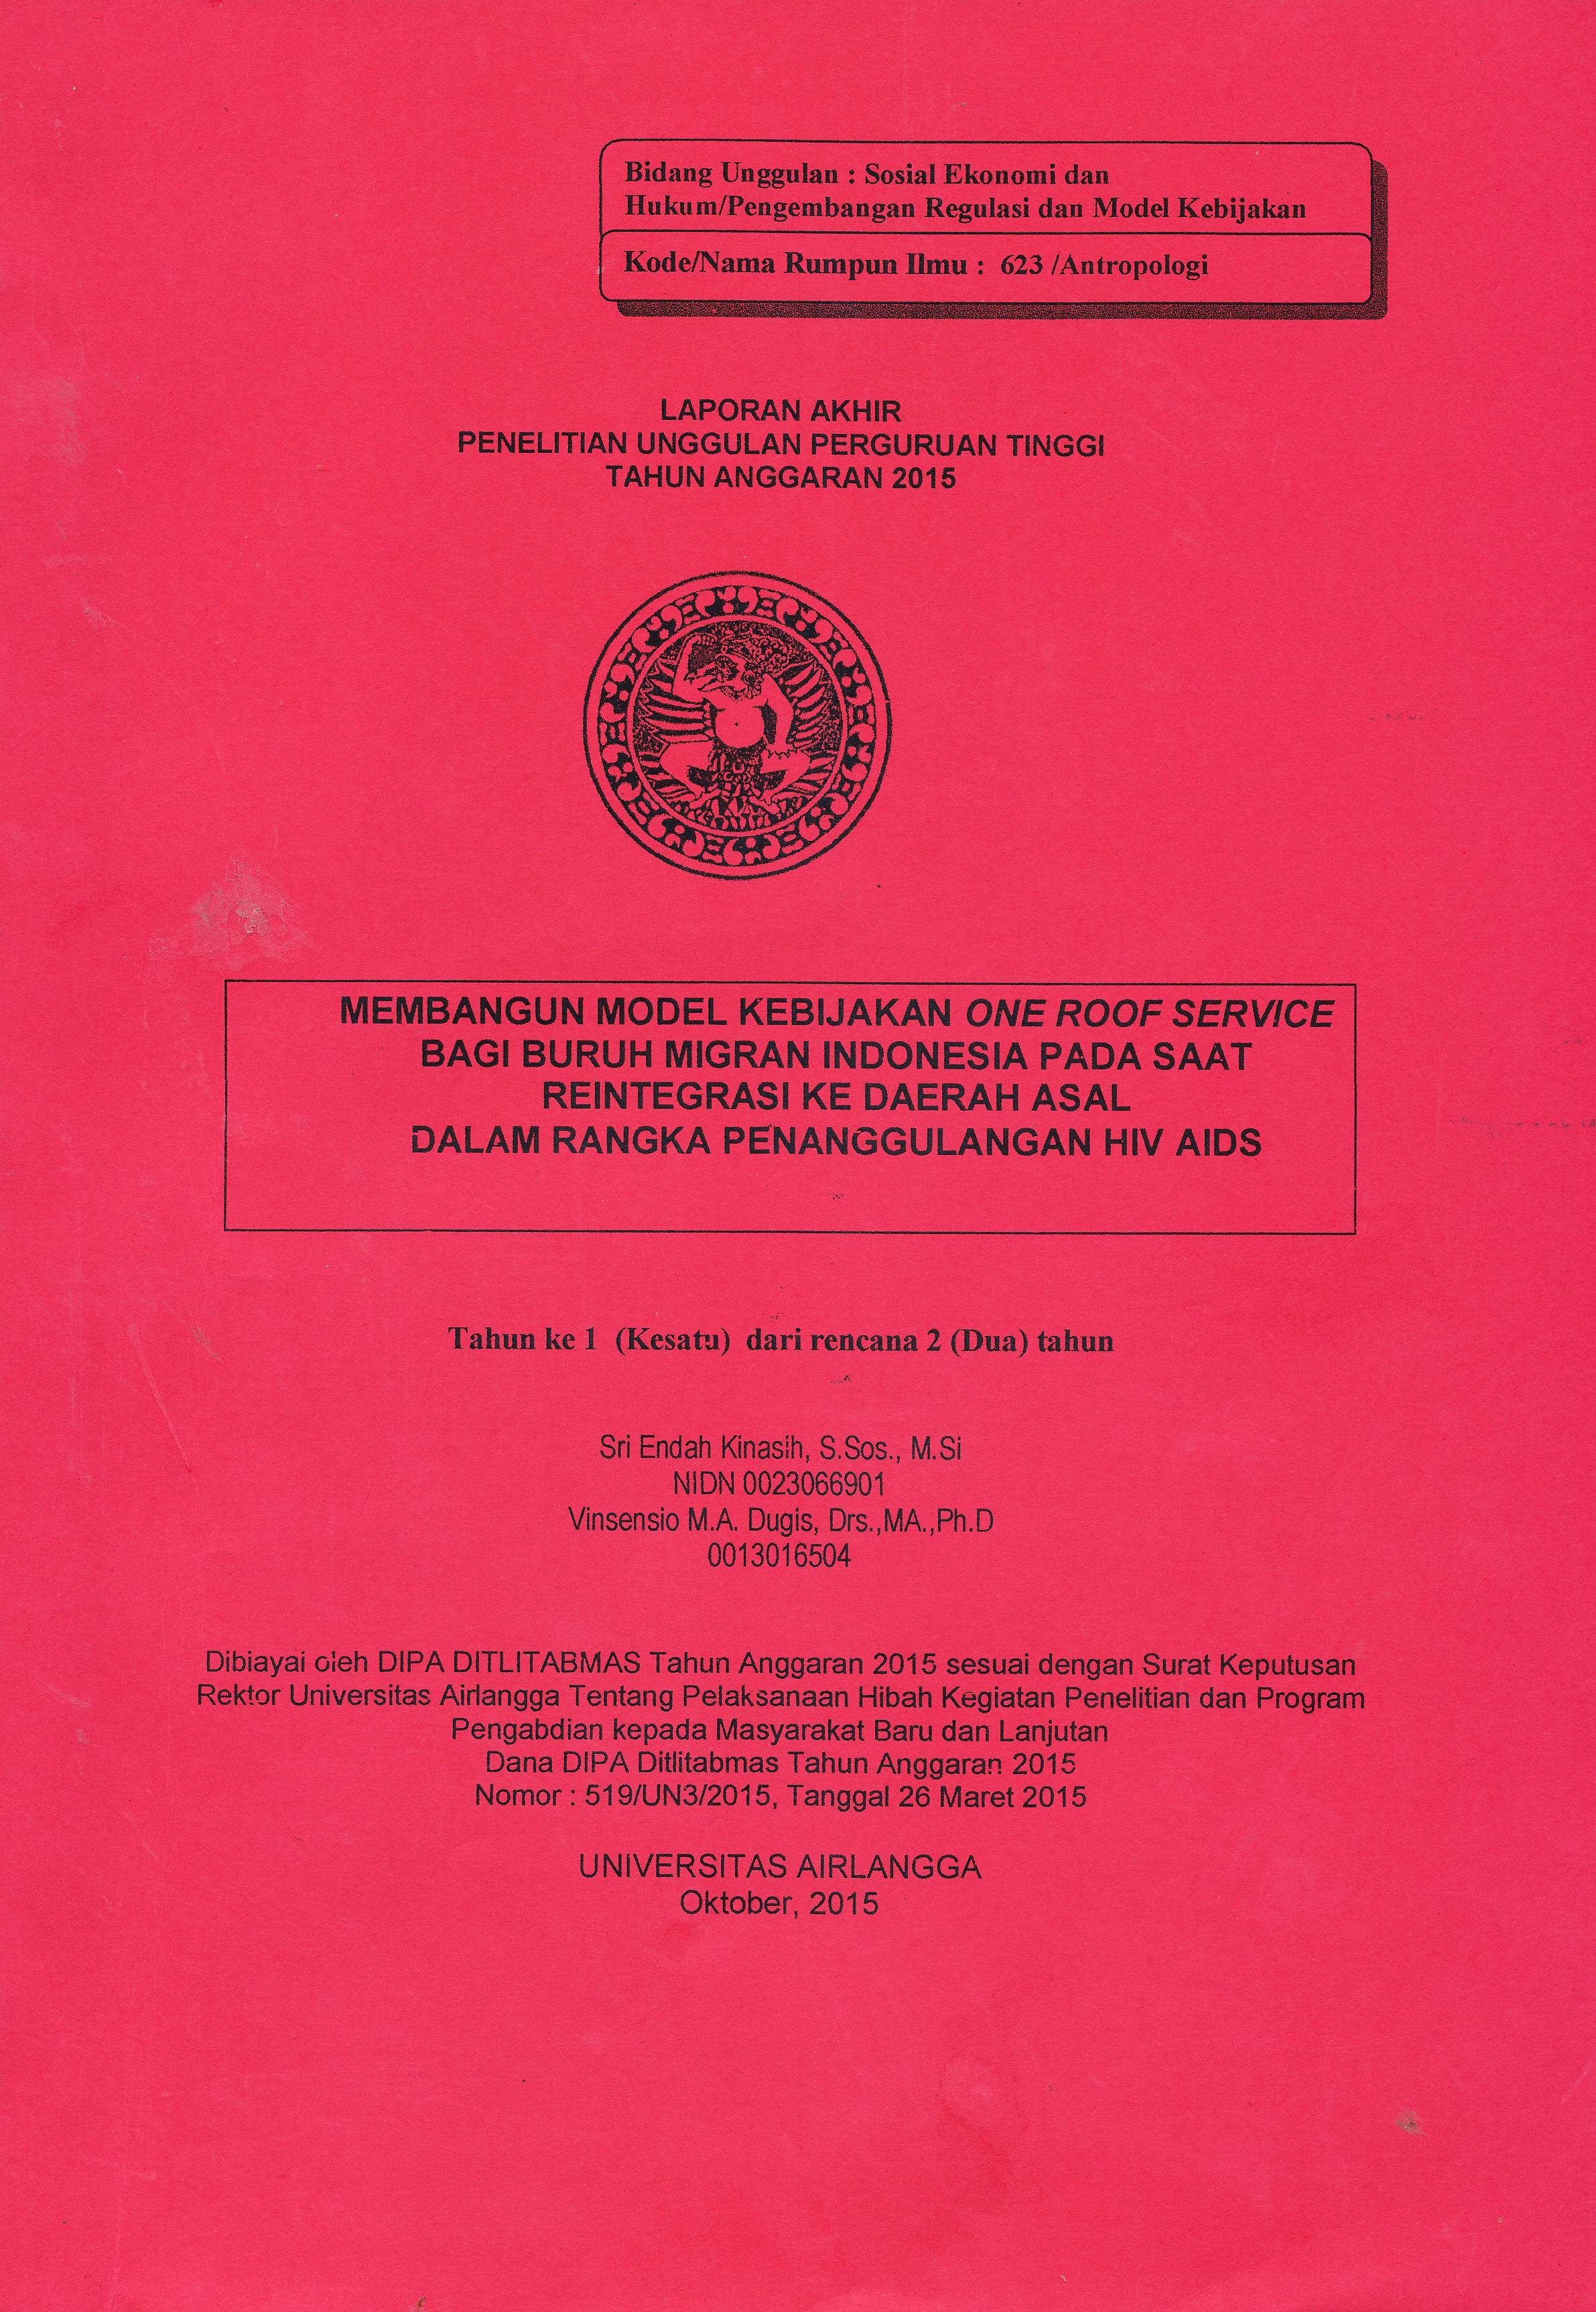 Bidang Unggulan : Sosial Ekonomi dan
Hukum/Pengembangan Regulasi dan Model Kebijakan
Kode/Nama Rumpun Ilmu : 623 /Antropologi
LAPORAN AKHIR
PENELITIAN UNGGULAN PERGURUAN TINGGI
TAHUN ANGGARAN 2015
MEMBANGUN MODEL KEBIJAKAN ONE ROOF SERVICE
BAGI BURUH MIGRAN INDONESIA PADA SAAT
REINTEGRASI KE DAERAH ASAL
DALAM RANGKA PENANGGULANGAN HIV AIDS
Tahun ke 1 (Kesatu) dari rencana 2 (Dua) tahun
Sri Endah Kinasih, S.Sos., M.Si
NIDN 0023066901
Vinsensio M.A. Dugis, Drs.,MA.,Ph.D
0013016504
Dibiayai oleh DIPA DITLITABMAS Tahun Anggaran 2015 sesuai dengan Surat Keputusan
Rektor Universitas Airlangga Tentang Pelaksanaan Hibah Kegiatan Penelitian dan Program
Pengabdian kepada Masyarakat Baru dan Lanjutan
Dana DIPA Ditlitabmas Tahun Anggaran 2015
Nomor : 519/UN3/2015, Tanggal 26 Maret 2015
UNIVERSITAS AIRLANGGA
Oktober, 2015